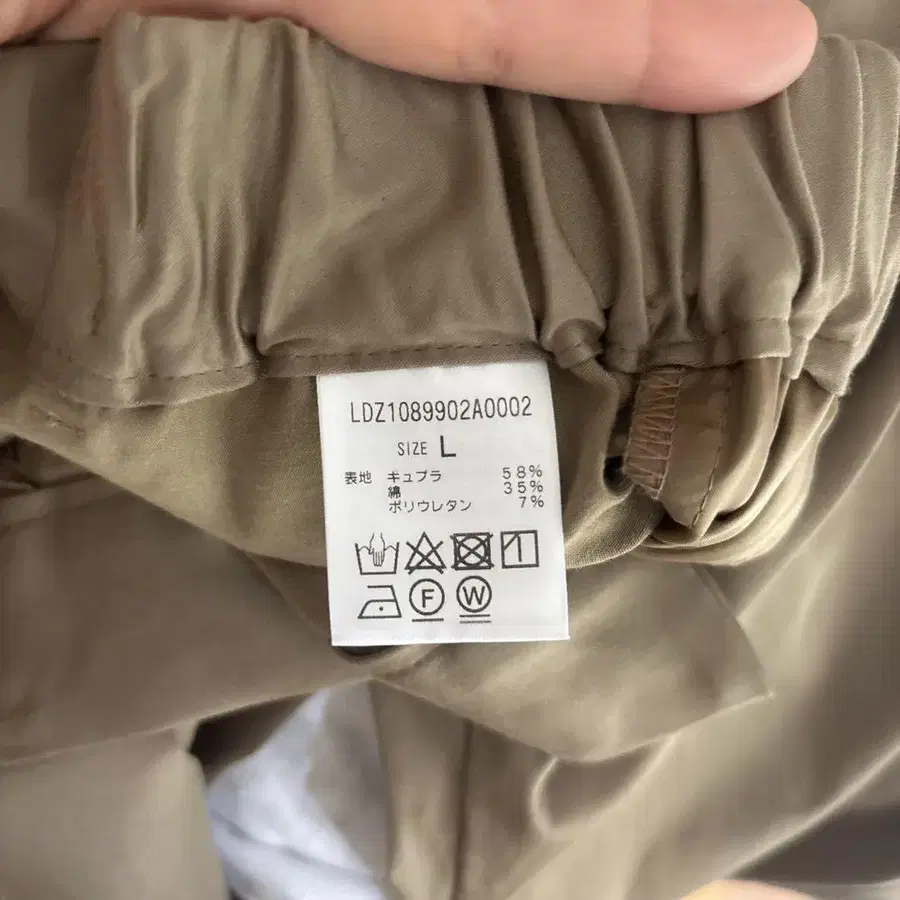 LDZ1089902A0002
SIZE L
表地 キュプラ 58%
綿 35%
ポリウレタン 7%
F W